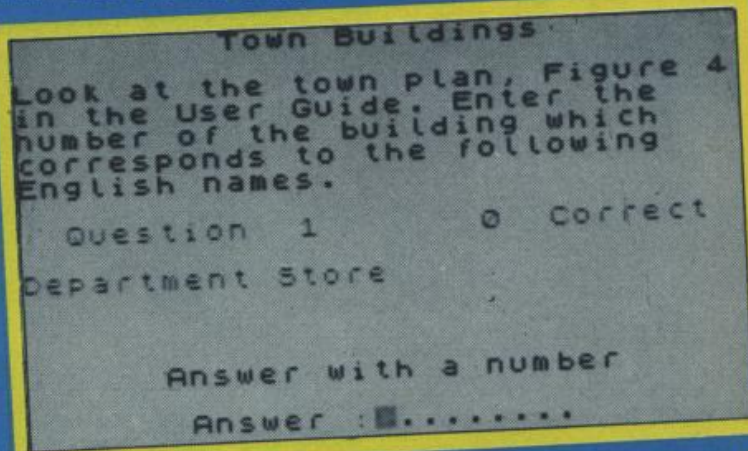 Town Buildings
Look at the town plan, Figure 4
in the User Guide. Enter the
number of the building which
corresponds to the following
English names.
Question 1 0 Correct
Department Store
Answer with a number
Answer :.........